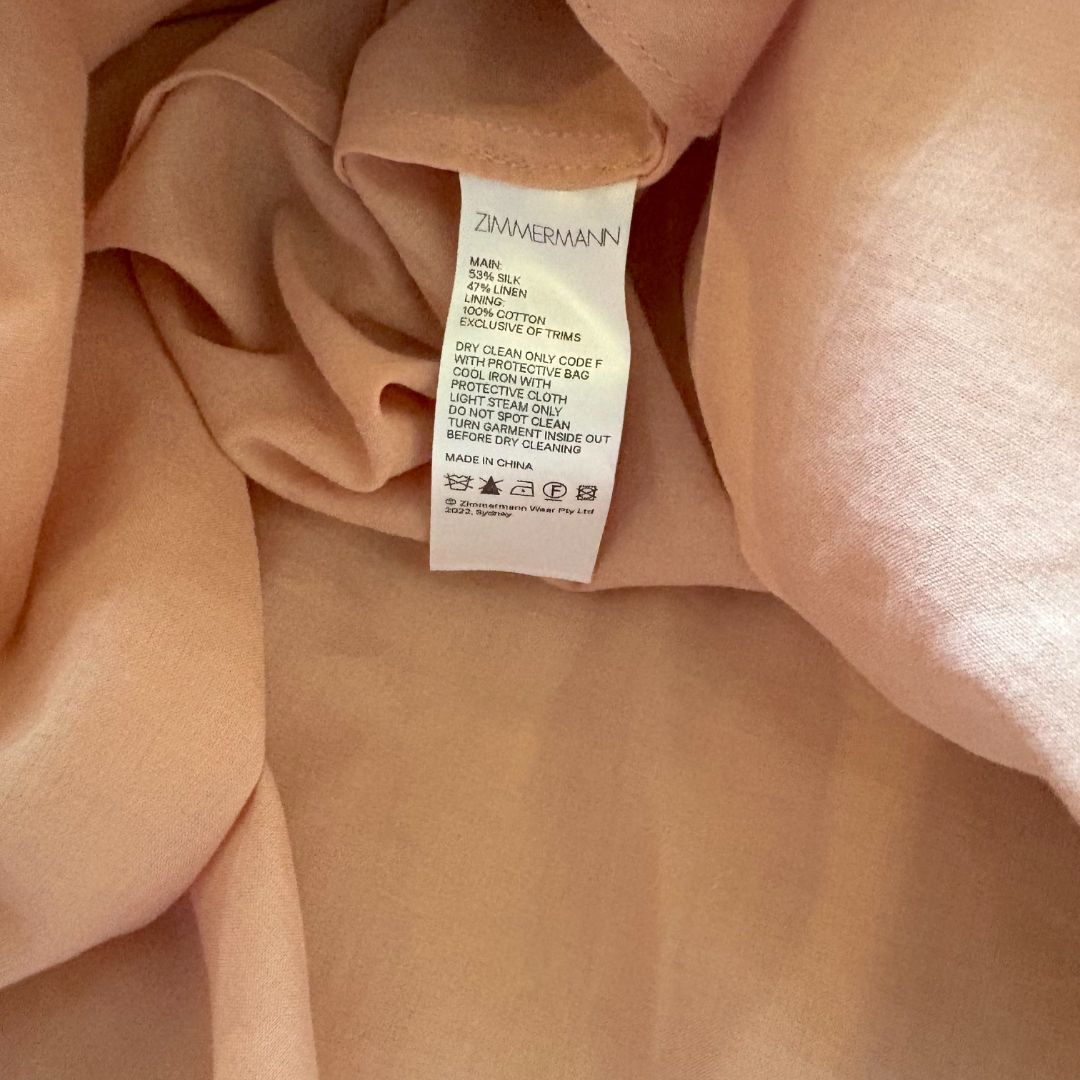 ZIMMERMANN
MAIN:
53% SILK
47% LINEN
LINING:
100% COTTON
EXCLUSIVE OF TRIMS
DRY CLEAN ONLY CODE F
WITH PROTECTIVE BAG
COOL IRON WITH
PROTECTIVE CLOTH
LIGHT STEAM ONLY
DO NOT SPOT CLEAN
TURN GARMENT INSIDE OUT
BEFORE DRY CLEANING
MADE IN CHINA
F
© Zimmermann Wear Pty Ltd
2022, Sydney